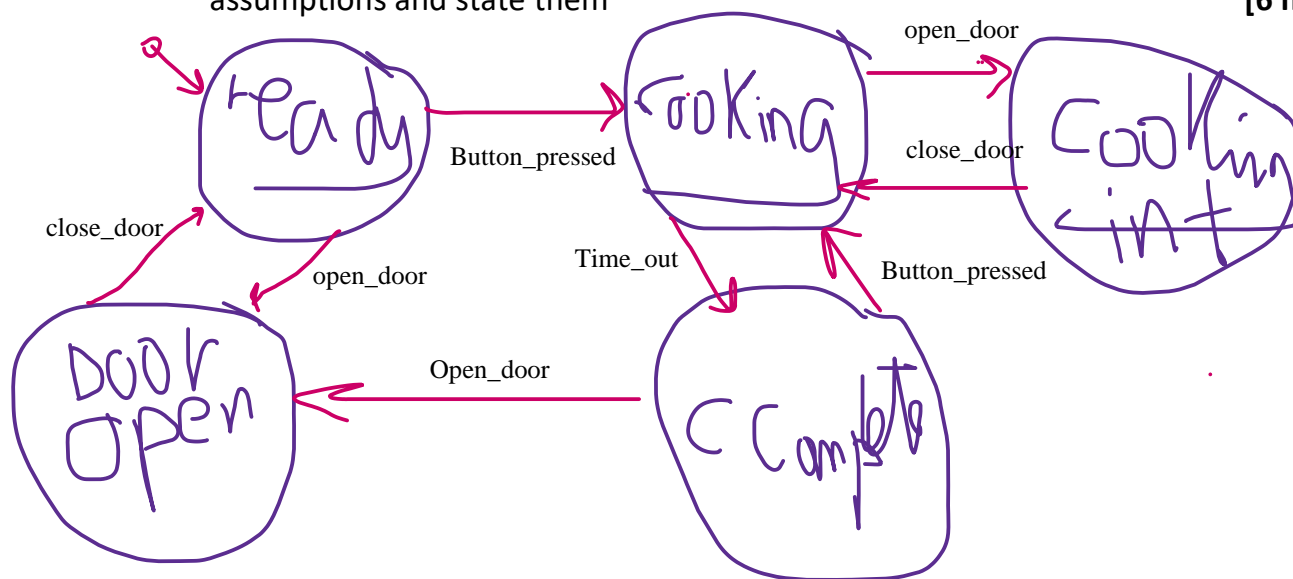 assumptions and state them
open_door
ready
Cooking
Button_pressed
close_door
Cooking
int
close_door
open_door
Time_out
Button_pressed
Door
open
Open_door
C Complete